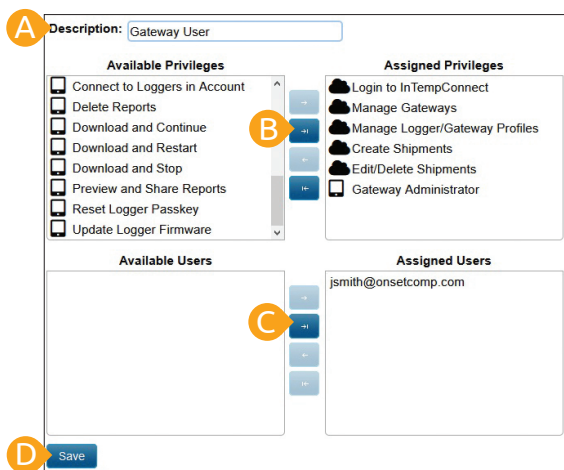 A Description: Gateway User
Available Privileges
Connect to Loggers in Account
Delete Reports
Download and Continue
Download and Restart
Download and Stop
Preview and Share Reports
Reset Logger Passkey
Update Logger Firmware
B
Assigned Privileges
Login to InTempConnect
Manage Gateways
Manage Logger/Gateway Profiles
Create Shipments
Edit/Delete Shipments
Gateway Administrator
Available Users
C
Assigned Users
jsmith@onsetcomp.com
D Save